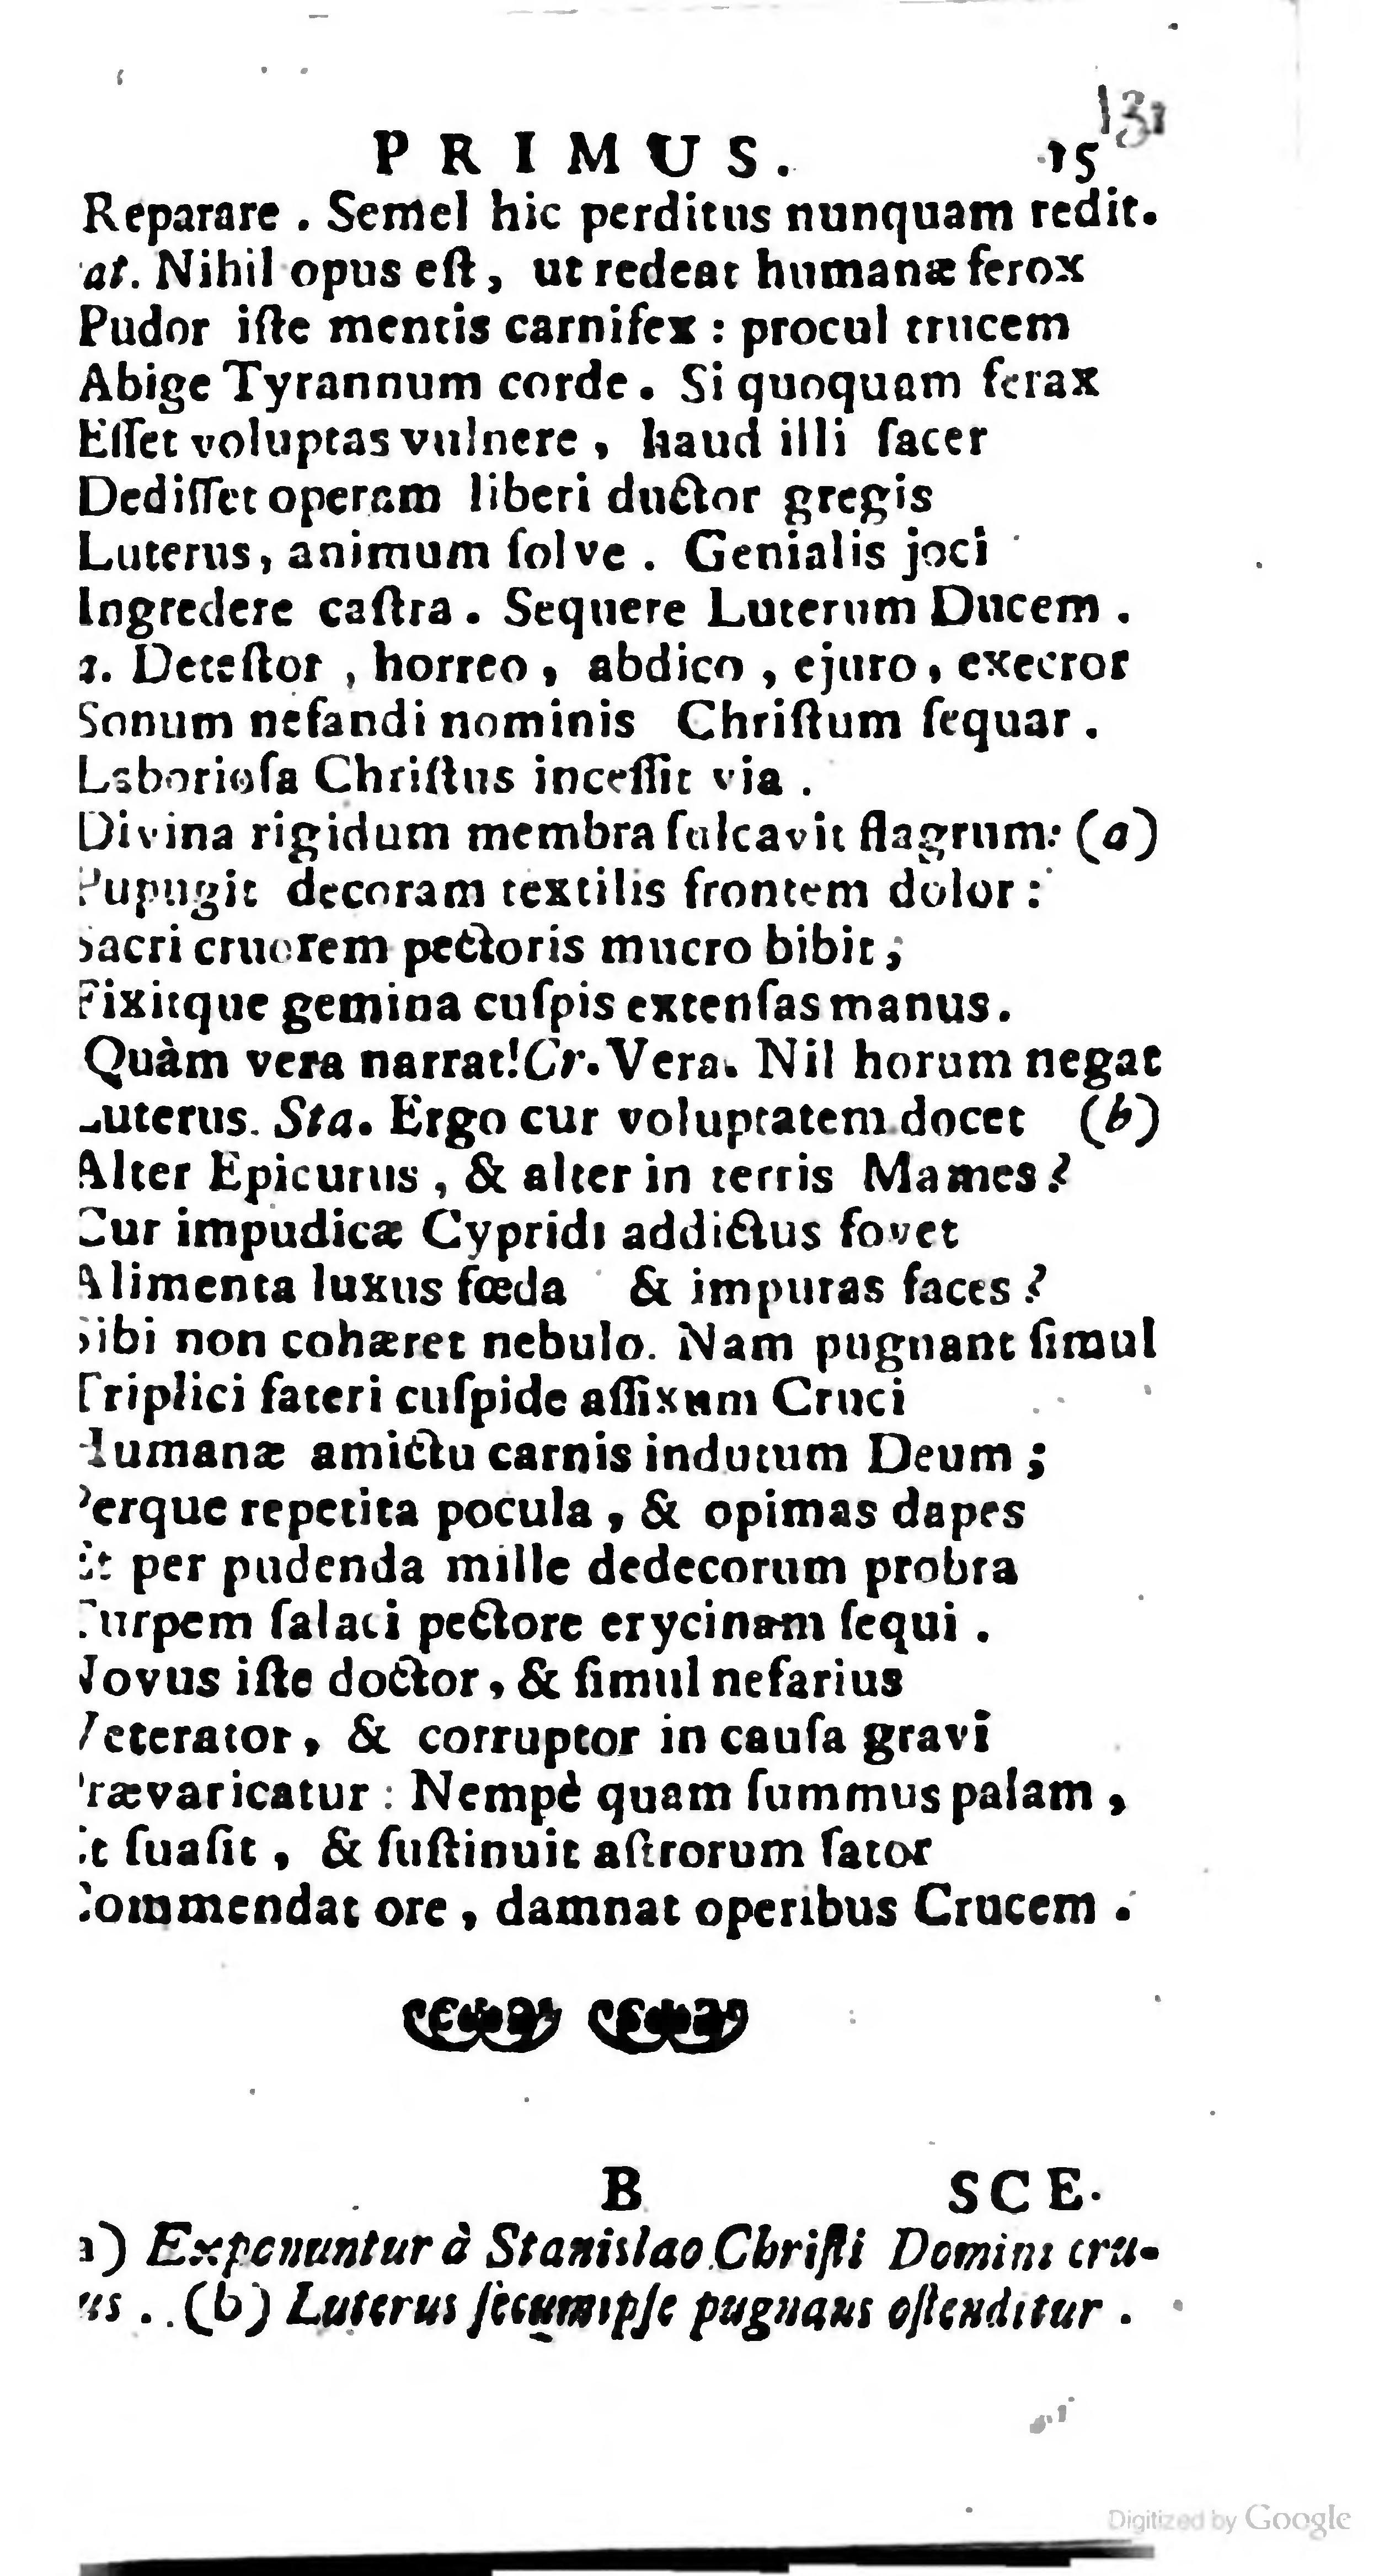 131
PRIMUS. 15
Reparare . Semel hic perditus nunquam redit.
at. Nihil opus eſt, ut redeat humanæ ferox
Pudor iſte mentis carnifex : procul trucem
Abige Tyrannum corde. Si quoquam ferax
Eſſet voluptas vulnere, haud illi ſacer
Dediſſet operam liberi ductor gregis
Luterus, animum ſolve. Genialis joci
Ingredere caſtra. Sequere Luterum Ducem.
a. Deteſtor, horreo, abdico, ejuro, execror
Sonum nefandi nominis Chriſtum ſequar.
Laborioſa Chriſtus inceſſit via.
Divina rigidum membra ſulcavit flagrum: (a)
Pupugit decoram textilis frontem dolor:
Sacri cruorem pectoris mucro bibit;
Fixitque gemina cuſpis extenſas manus.
Quàm vera narrat! Cr. Vera. Nil horum negat
Luterus. Sta. Ergo cur voluptatem docet (b)
Alter Epicurus, & alter in terris Mames?
Cur impudicæ Cypridi addictus fovet
Alimenta luxus fœda & impuras faces?
Sibi non cohæret nebulo. Nam pugnant ſimul
Triplici fateri cuſpide affixum Cruci
Humanæ amictu carnis indutum Deum;
Perque repetita pocula, & opimas dapes
Et per pudenda mille dedecorum probra
Turpem ſalaci pectore erycinam ſequi.
Novus iſte doctor, & ſimul nefarius
Veterator, & corruptor in cauſa gravi
Prævaricatur: Nempè quam ſummus palam,
Et ſuaſit, & ſuſtinuit aſtrorum ſator
Commendat ore, damnat operibus Crucem.
B SCE-
a) Exponuntur à Stanislao Chriſti Domini cru-
us. (b) Luterus ſecumipſe pugnans oſtenditur.
Digitized by Google